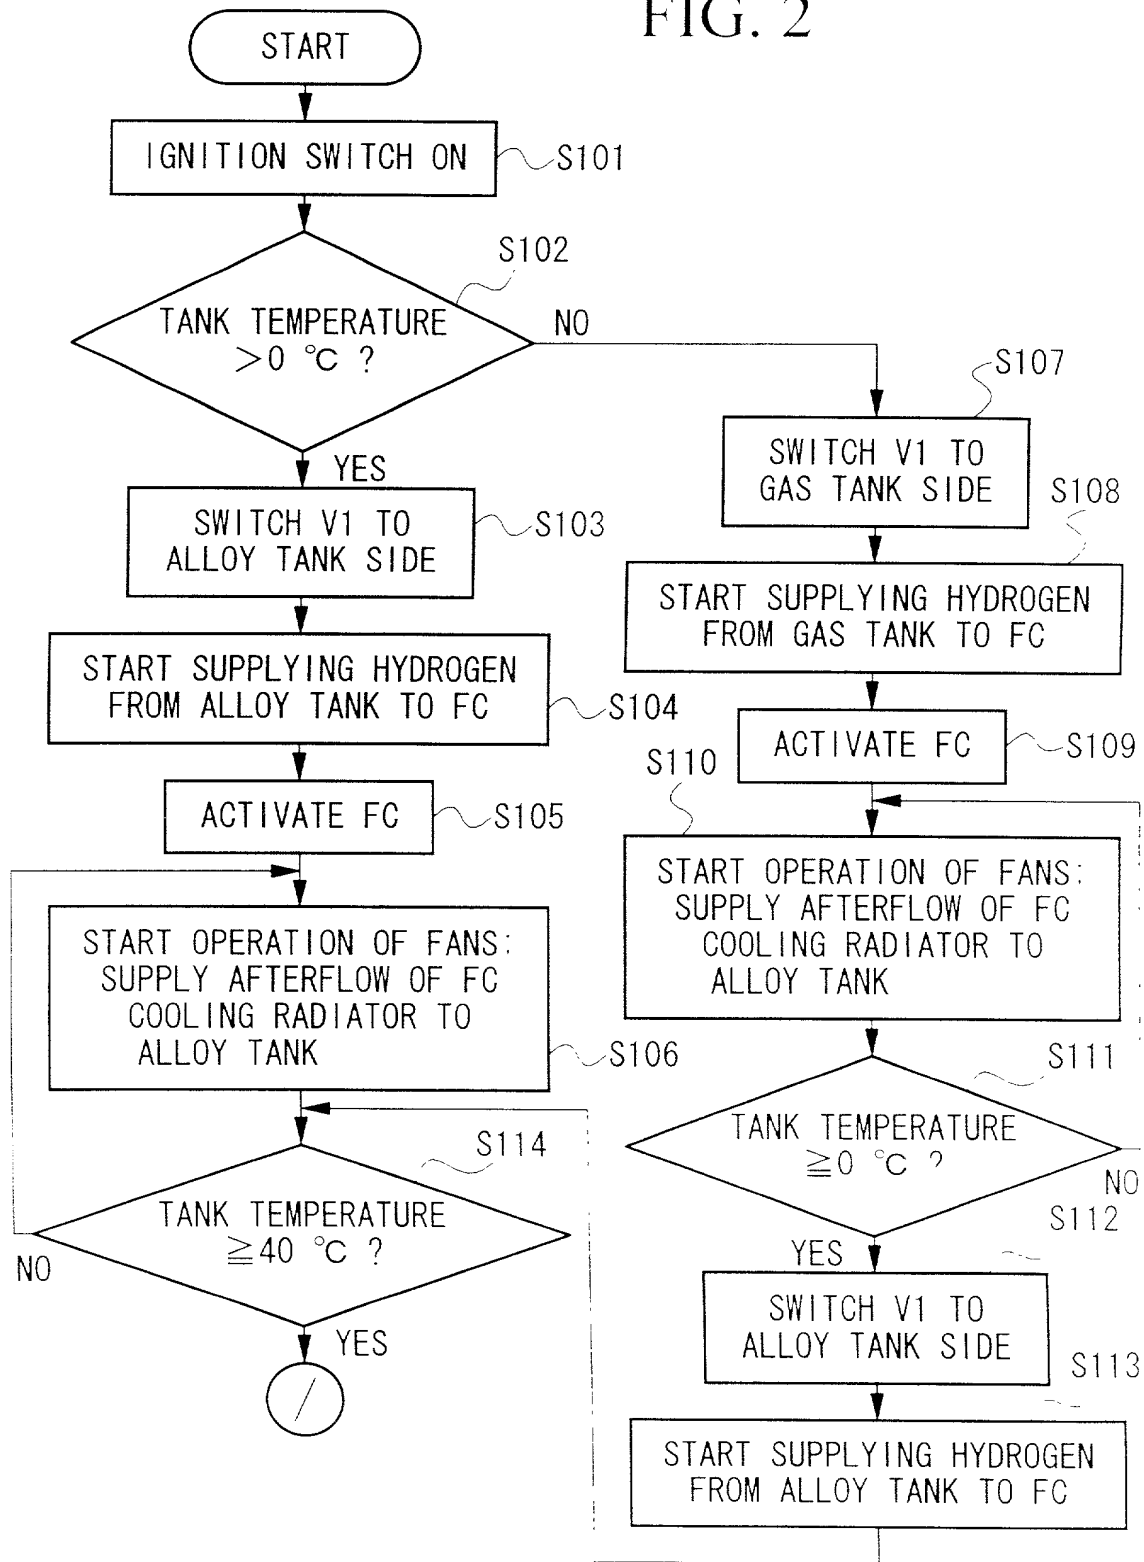 FIG. 2
START
IGNITION SWITCH ON
S101
S102
TANK TEMPERATURE
>0 °C ?
NO
YES
SWITCH V1 TO
ALLOY TANK SIDE
S103
START SUPPLYING HYDROGEN
FROM ALLOY TANK TO FC
S104
ACTIVATE FC
S105
START OPERATION OF FANS:
SUPPLY AFTERFLOW OF FC
COOLING RADIATOR TO
ALLOY TANK
S106
S114
TANK TEMPERATURE
≧40 °C ?
NO
YES
S107
SWITCH V1 TO
GAS TANK SIDE
S108
START SUPPLYING HYDROGEN
FROM GAS TANK TO FC
ACTIVATE FC
S109
S110
START OPERATION OF FANS:
SUPPLY AFTERFLOW OF FC
COOLING RADIATOR TO
ALLOY TANK
S111
TANK TEMPERATURE
≧0 °C ?
NO
YES
S112
SWITCH V1 TO
ALLOY TANK SIDE
S113
START SUPPLYING HYDROGEN
FROM ALLOY TANK TO FC